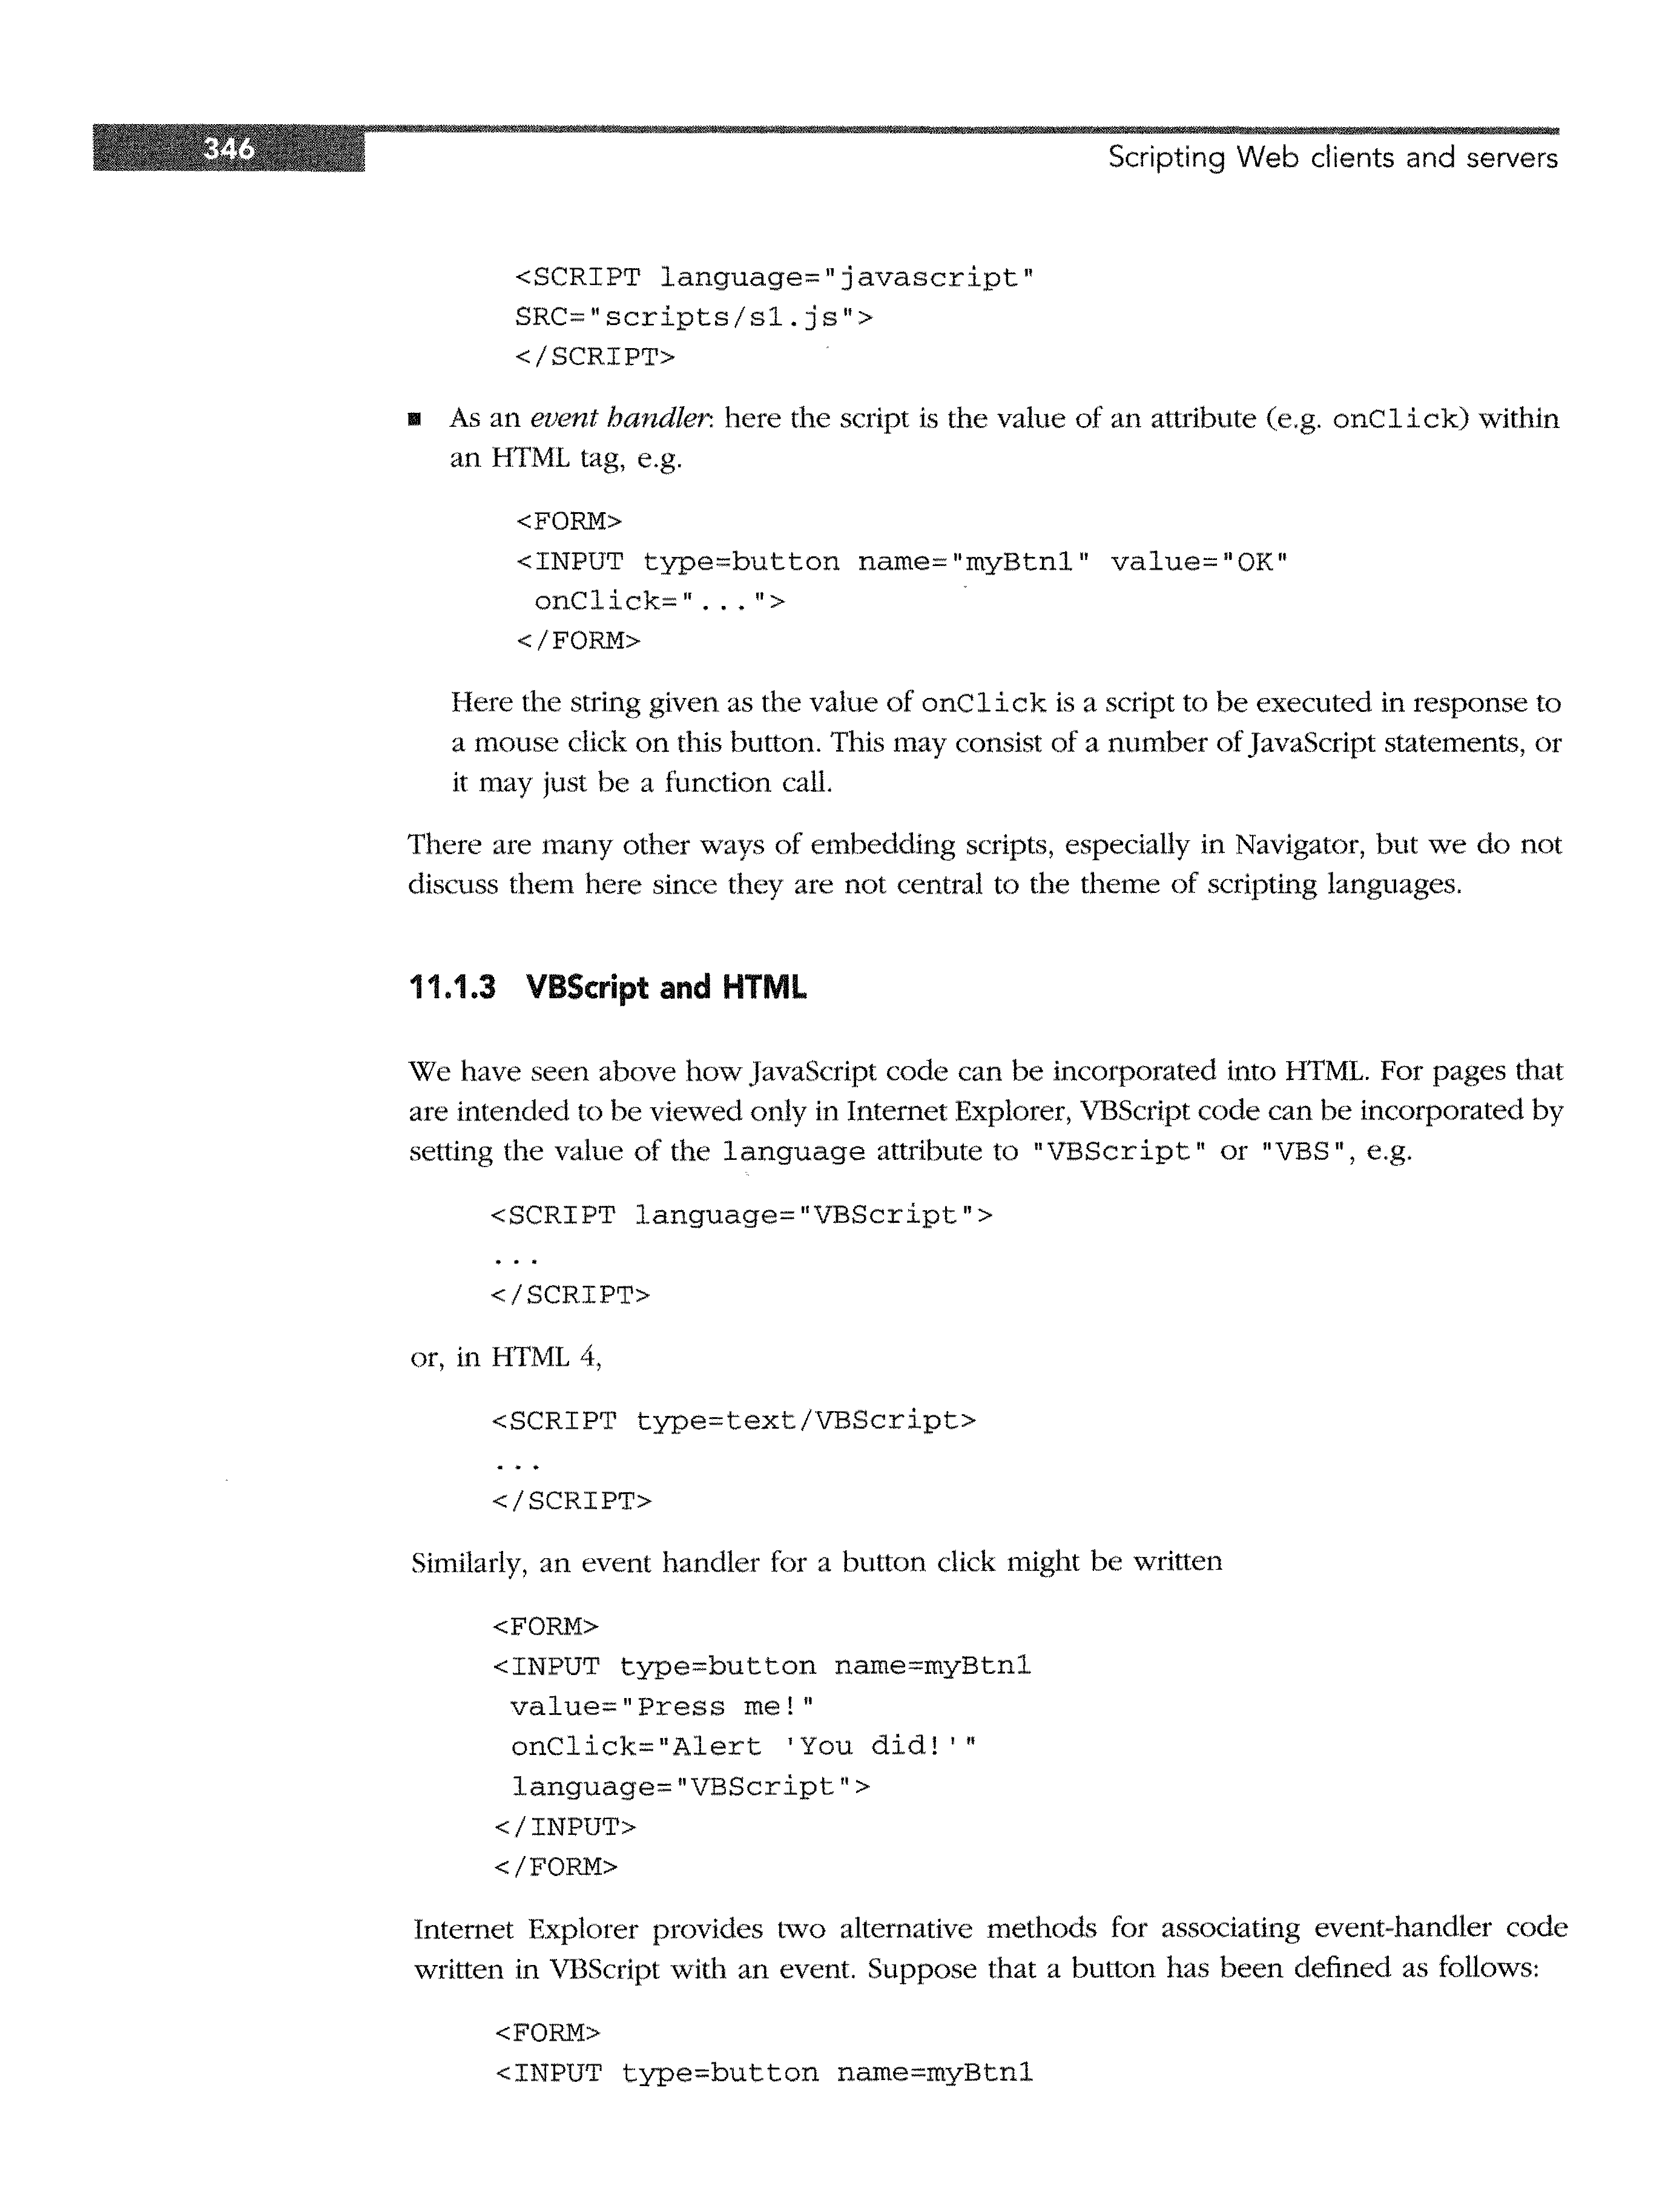 346
Scripting Web clients and servers
<SCRIPT language="javascript"
SRC="scripts/s1.js">
</SCRIPT>
■ As an event handler: here the script is the value of an attribute (e.g. onClick) within
an HTML tag, e.g.
<FORM>
<INPUT type=button name="myBtn1" value="OK"
onClick="...">
</FORM>
Here the string given as the value of onClick is a script to be executed in response to
a mouse click on this button. This may consist of a number of JavaScript statements, or
it may just be a function call.
There are many other ways of embedding scripts, especially in Navigator, but we do not
discuss them here since they are not central to the theme of scripting languages.
11.1.3 VBScript and HTML
We have seen above how JavaScript code can be incorporated into HTML. For pages that
are intended to be viewed only in Internet Explorer, VBScript code can be incorporated by
setting the value of the language attribute to "VBScript" or "VBS", e.g.
<SCRIPT language="VBScript">
...
</SCRIPT>
or, in HTML 4,
<SCRIPT type=text/VBScript>
...
</SCRIPT>
Similarly, an event handler for a button click might be written
<FORM>
<INPUT type=button name=myBtn1
value="Press me!"
onClick="Alert 'You did!'"
language="VBScript">
</INPUT>
</FORM>
Internet Explorer provides two alternative methods for associating event-handler code
written in VBScript with an event. Suppose that a button has been defined as follows:
<FORM>
<INPUT type=button name=myBtn1